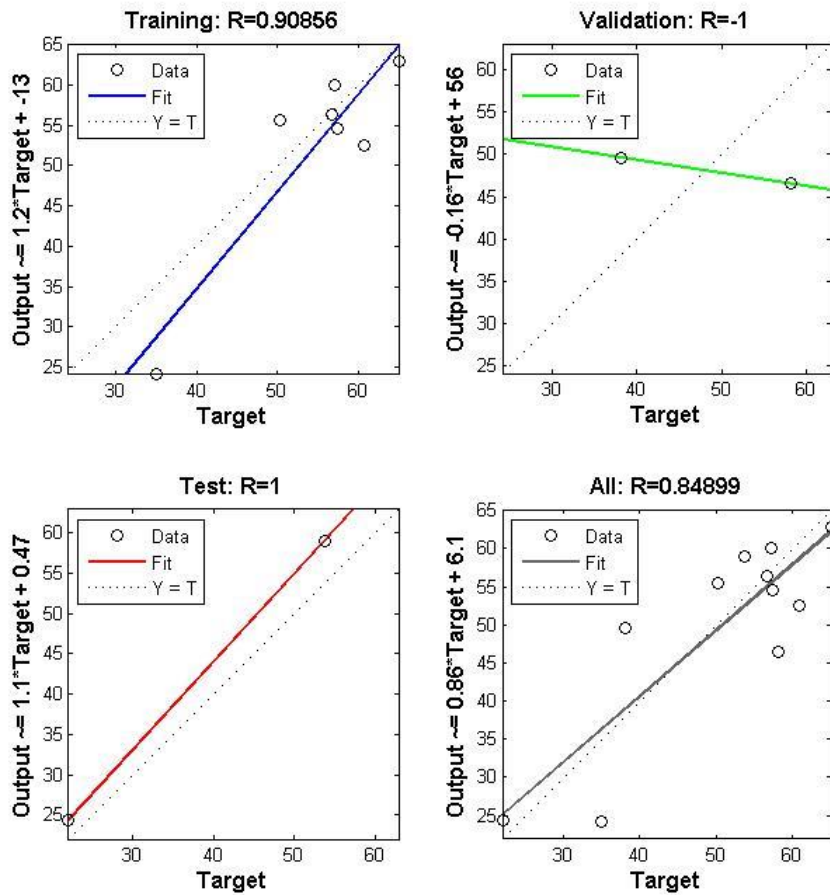 Training: R=0.90856
Output ~= 1.2*Target + -13
65
60
55
50
45
40
35
30
25
Data
Fit
Y = T
30
40
50
60
Target
Validation: R=-1
Output ~= -0.16*Target + 56
60
55
50
45
40
35
30
25
Data
Fit
Y = T
30
40
50
60
Target
Test: R=1
Output ~= 1.1*Target + 0.47
60
55
50
45
40
35
30
25
Data
Fit
Y = T
30
40
50
60
Target
All: R=0.84899
Output ~= 0.86*Target + 6.1
65
60
55
50
45
40
35
30
25
Data
Fit
Y = T
30
40
50
60
Target